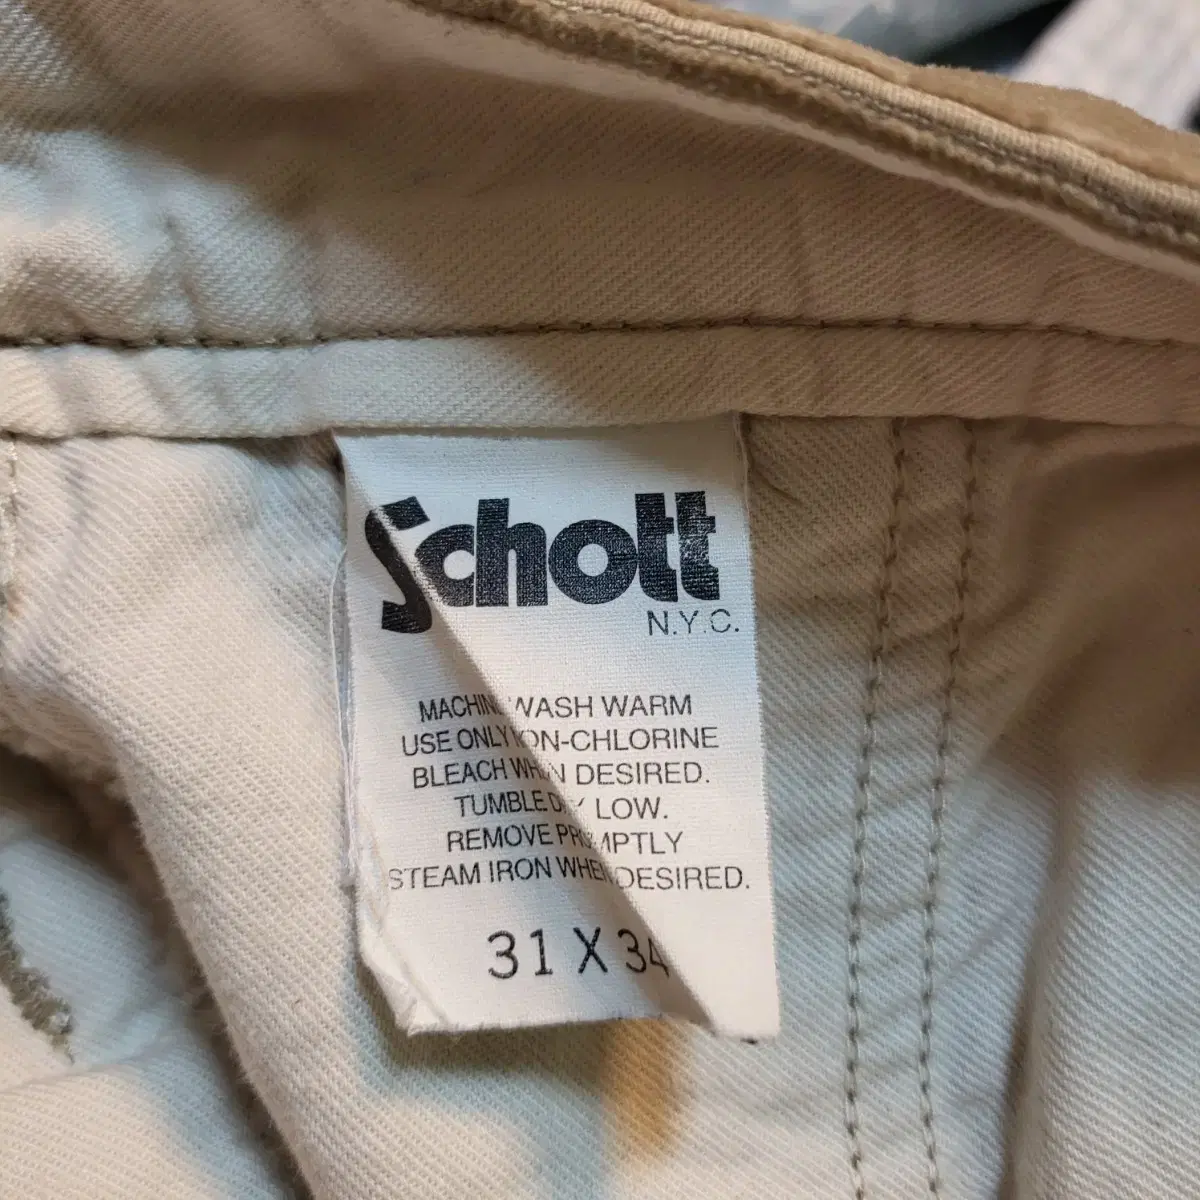 Schott
N.Y.C.
MACHINE WASH WARM
USE ONLY NON-CHLORINE
BLEACH WHEN DESIRED.
TUMBLE DRY LOW.
REMOVE PROMPTLY
STEAM IRON WHEN DESIRED.
31 X 34